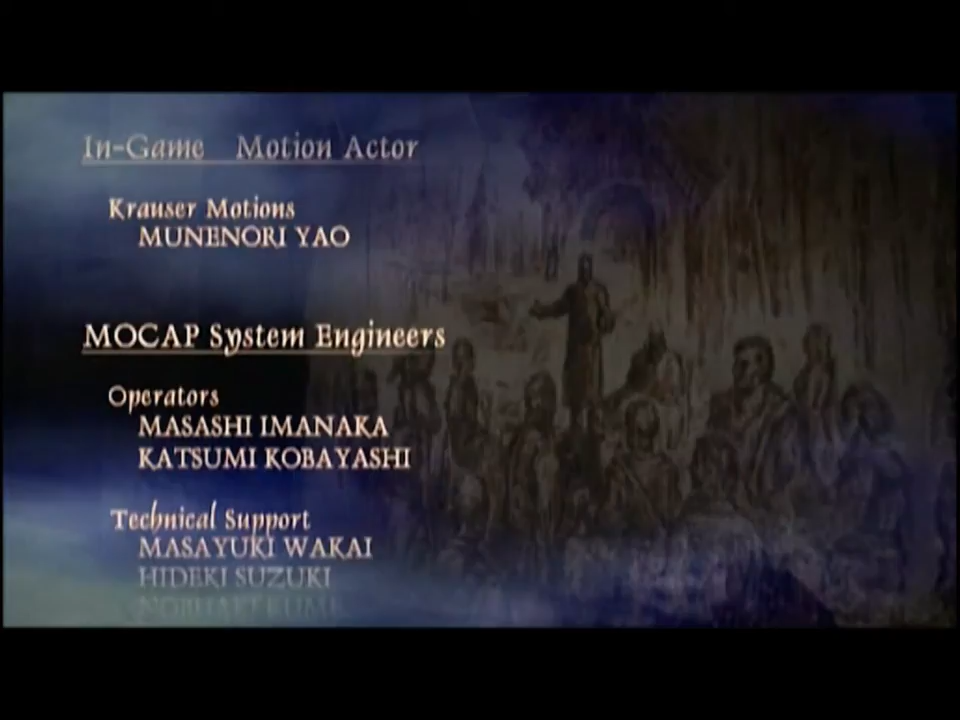 In-Game Motion Actor
Krauser Motions
MUNENORI YAO
MOCAP System Engineers
Operators
MASASHI IMANAKA
KATSUMI KOBAYASHI
Technical Support
MASAYUKI WAKAI
HIDEKI SUZUKI